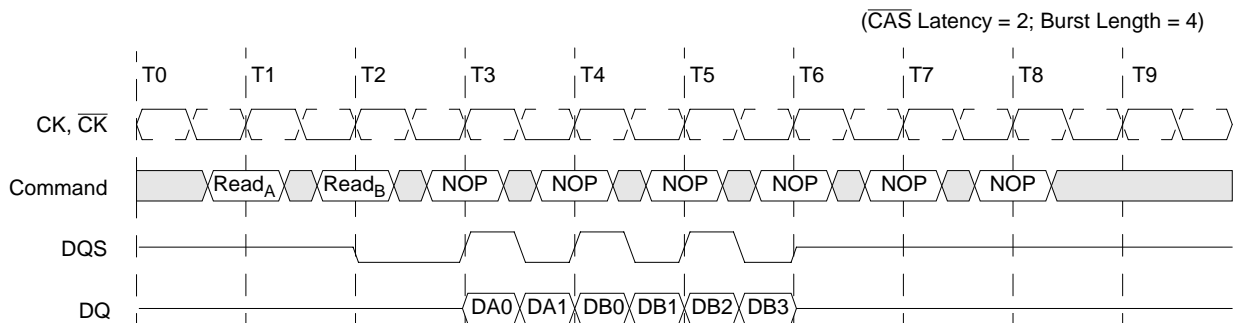 (CAS Latency = 2; Burst Length = 4)
T0 T1 T2 T3 T4 T5 T6 T7 T8 T9
CK, CK
Command ReadA ReadB NOP NOP NOP NOP NOP NOP
DQS
DQ DA0 DA1 DB0 DB1 DB2 DB3